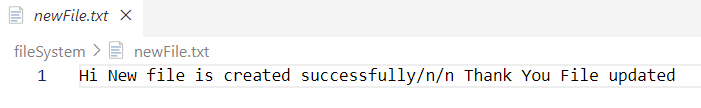 newFile.txt
fileSystem > newFile.txt
1 Hi New file is created successfully/n/n Thank You File updated